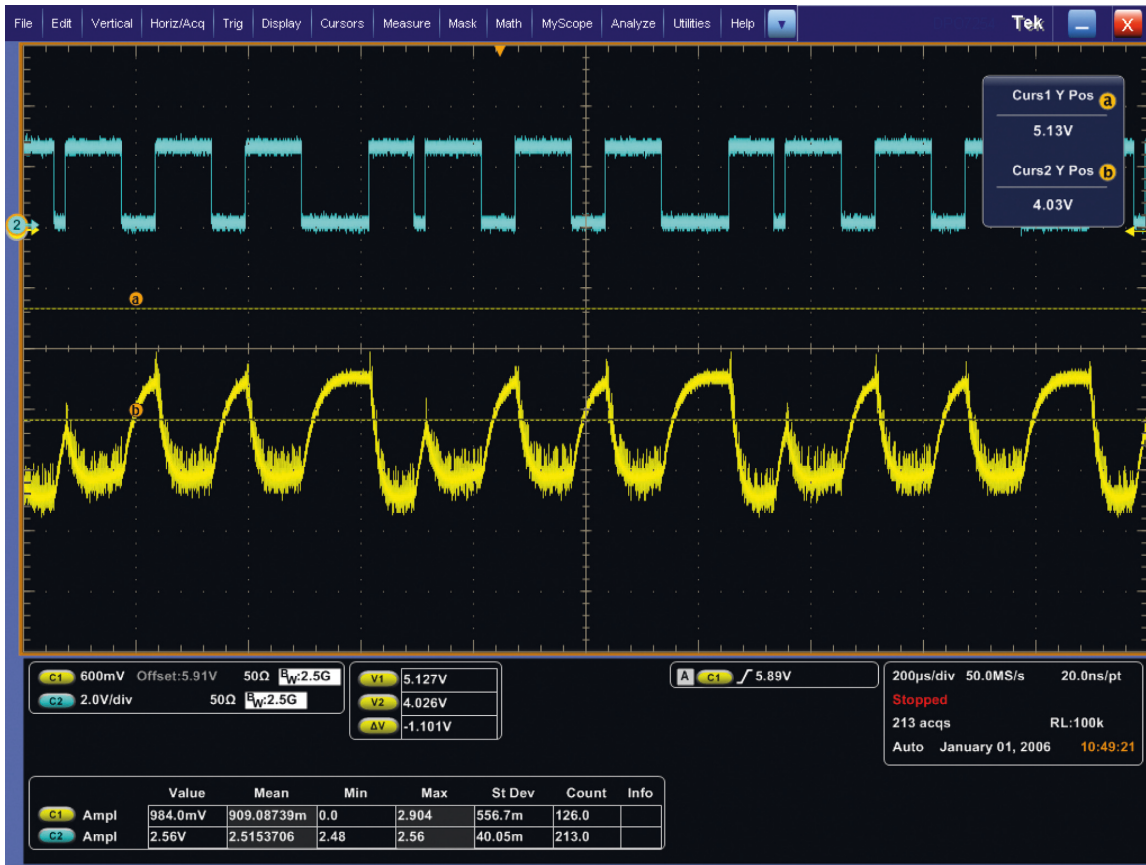 File Edit Vertical Horiz/Acq Trig Display Cursors Measure Mask Math MyScope Analyze Utilities Help Tek X
Curs1 Y Pos a
5.13V
Curs2 Y Pos b
4.03V
2
a
b
C1 600mV Offset:5.91V 50Ω BW:2.5G
C2 2.0V/div 50Ω BW:2.5G
V1 5.127V
V2 4.026V
ΔV -1.101V
A C1 5.89V
200µs/div 50.0MS/s 20.0ns/pt
Stopped
213 acqs RL:100k
Auto January 01, 2006 10:49:21
Value Mean Min Max St Dev Count Info
C1 Ampl 984.0mV 909.08739m 0.0 2.904 556.7m 126.0
C2 Ampl 2.56V 2.5153706 2.48 2.56 40.05m 213.0